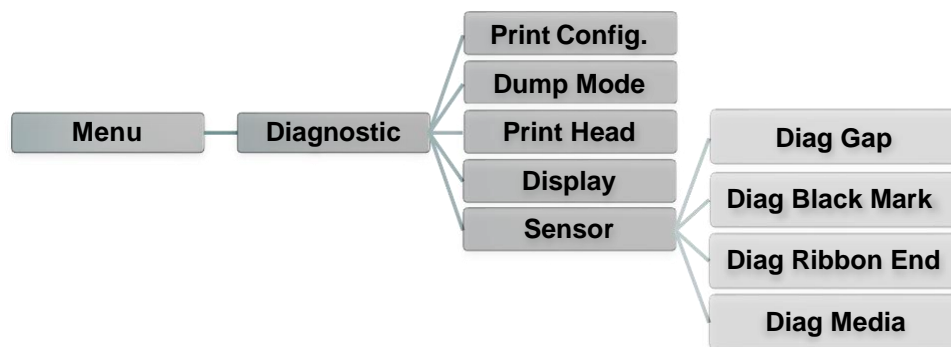 Menu
Diagnostic
Print Config.
Dump Mode
Print Head
Display
Sensor
Diag Gap
Diag Black Mark
Diag Ribbon End
Diag Media